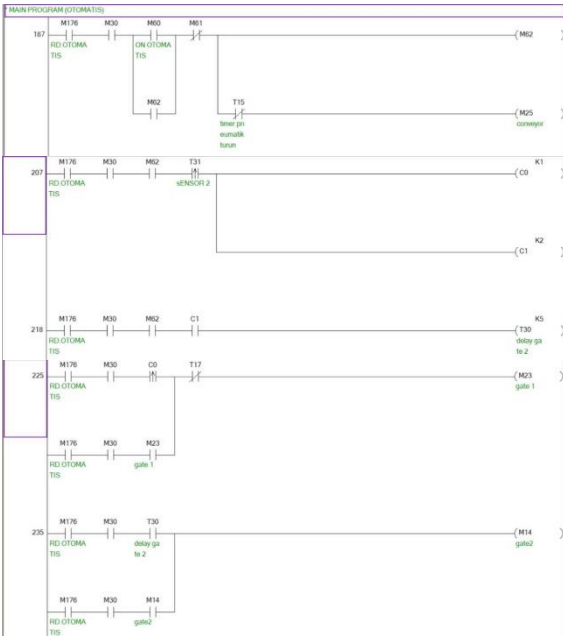 * MAIN PROGRAM (OTOMATIS)
M176 M30 M60 M61
187 (M62 )
RD.OTOMA ON OTOMA
TIS TIS
M62 T15
(M25 )
timer pn conveyor
eumatik
turun
M176 M30 M62 T31 K1
207 (C0 )
RD.OTOMA sENSOR 2
TIS
K2
(C1 )
M176 M30 M62 C1 K5
218 (T30 )
RD.OTOMA delay ga
TIS te 2
M176 M30 C0 T17
225 (M23 )
RD.OTOMA gate 1
TIS
M176 M30 M23
RD.OTOMA gate 1
TIS
M176 M30 T30
235 (M14 )
RD.OTOMA delay ga gate2
TIS te 2
M176 M30 M14
RD.OTOMA gate2
TIS